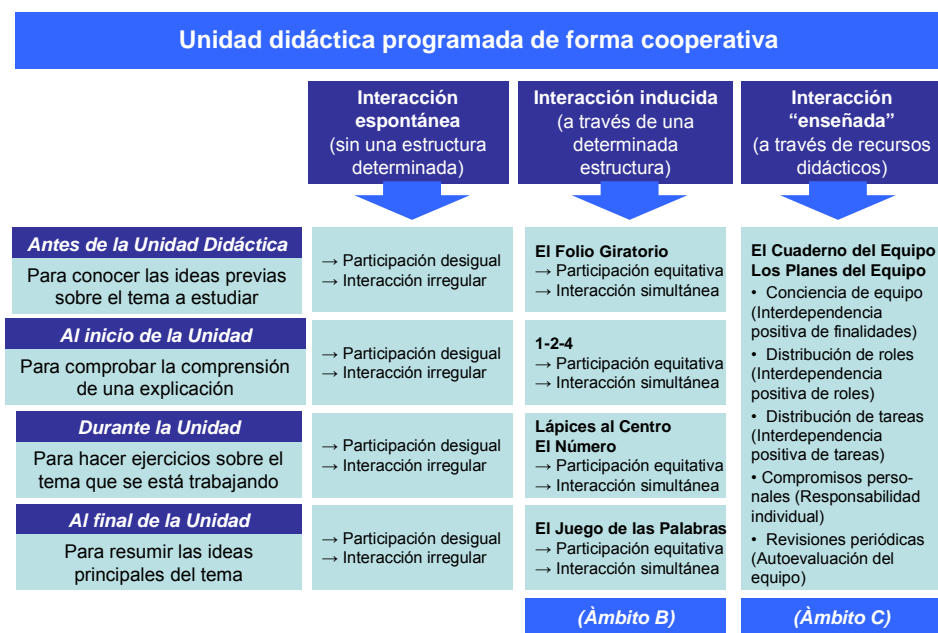 Unidad didáctica programada de forma cooperativa
Interacción
espontánea
(sin una estructura
determinada)
Interacción inducida
(a través de una
determinada
estructura)
Interacción
“enseñada”
(a través de recursos
didácticos)
Antes de la Unidad Didáctica
Para conocer las ideas previas
sobre el tema a estudiar
→ Participación desigual
→ Interacción irregular
El Folio Giratorio
→ Participación equitativa
→ Interacción simultánea
Al inicio de la Unidad
Para comprobar la comprensión
de una explicación
→ Participación desigual
→ Interacción irregular
1-2-4
→ Participación equitativa
→ Interacción simultánea
Durante la Unidad
Para hacer ejercicios sobre el
tema que se está trabajando
→ Participación desigual
→ Interacción irregular
Lápices al Centro
El Número
→ Participación equitativa
→ Interacción simultánea
Al final de la Unidad
Para resumir las ideas
principales del tema
→ Participación desigual
→ Interacción irregular
El Juego de las Palabras
→ Participación equitativa
→ Interacción simultánea
El Cuaderno del Equipo
Los Planes del Equipo
• Conciencia de equipo
(Interdependencia
positiva de finalidades)
• Distribución de roles
(Interdependencia
positiva de roles)
• Distribución de tareas
(Interdependencia
positiva de tareas)
• Compromisos perso-
nales (Responsabilidad
individual)
• Revisiones periódicas
(Autoevaluación del
equipo)
(Àmbito B)
(Àmbito C)